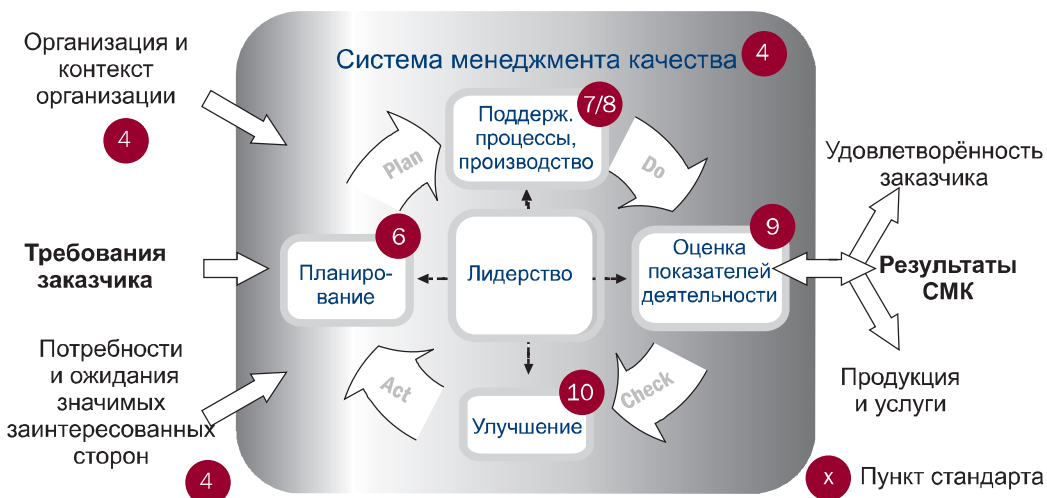 Организация и
контекст
организации
4
Система менеджмента качества
4
Поддерж.
процессы,
производство
7/8
Plan
Do
Удовлетворённость
заказчика
Требования
заказчика
6
Планиро-
вание
Лидерство
9
Оценка
показателей
деятельности
Результаты
СМК
Потребности
и ожидания
значимых
заинтересованных
сторон
4
Act
Check
10
Улучшение
Продукция
и услуги
x
Пункт стандарта